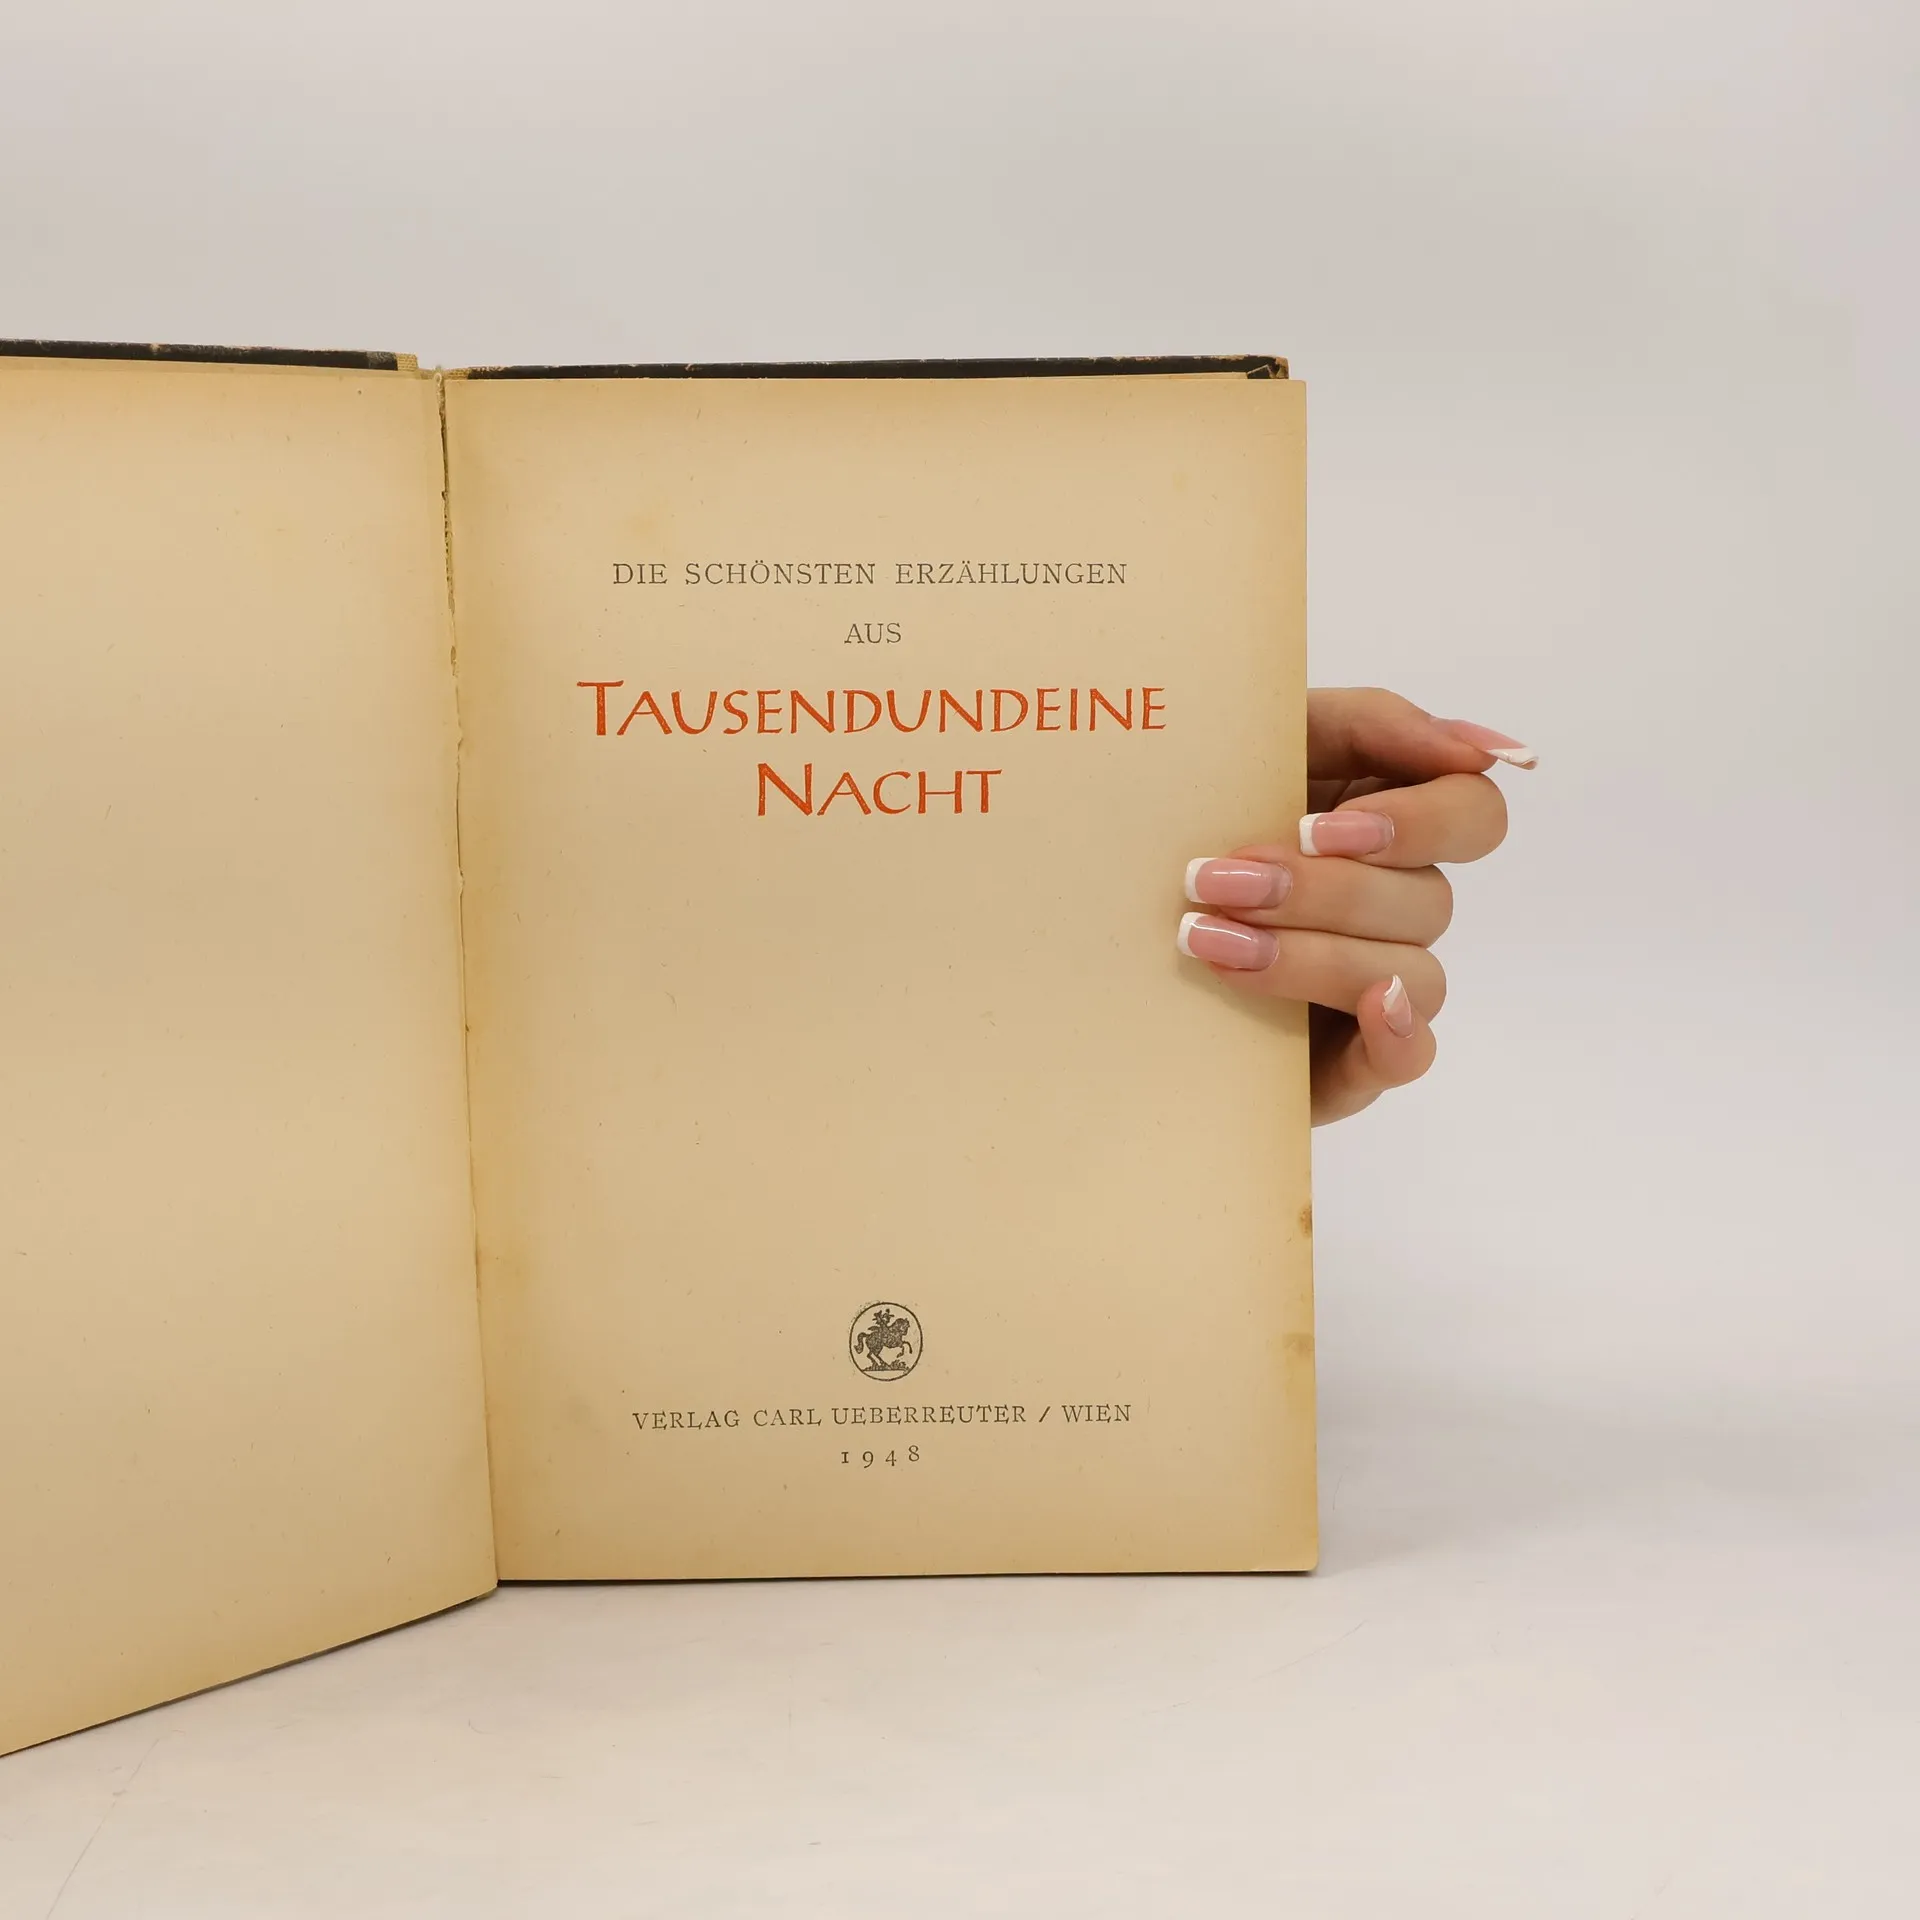 DIE SCHÖNSTEN ERZÄHLUNGEN
AUS
TAUSENDUNDEINE
NACHT
VERLAG CARL UEBERREUTER / WIEN
1948